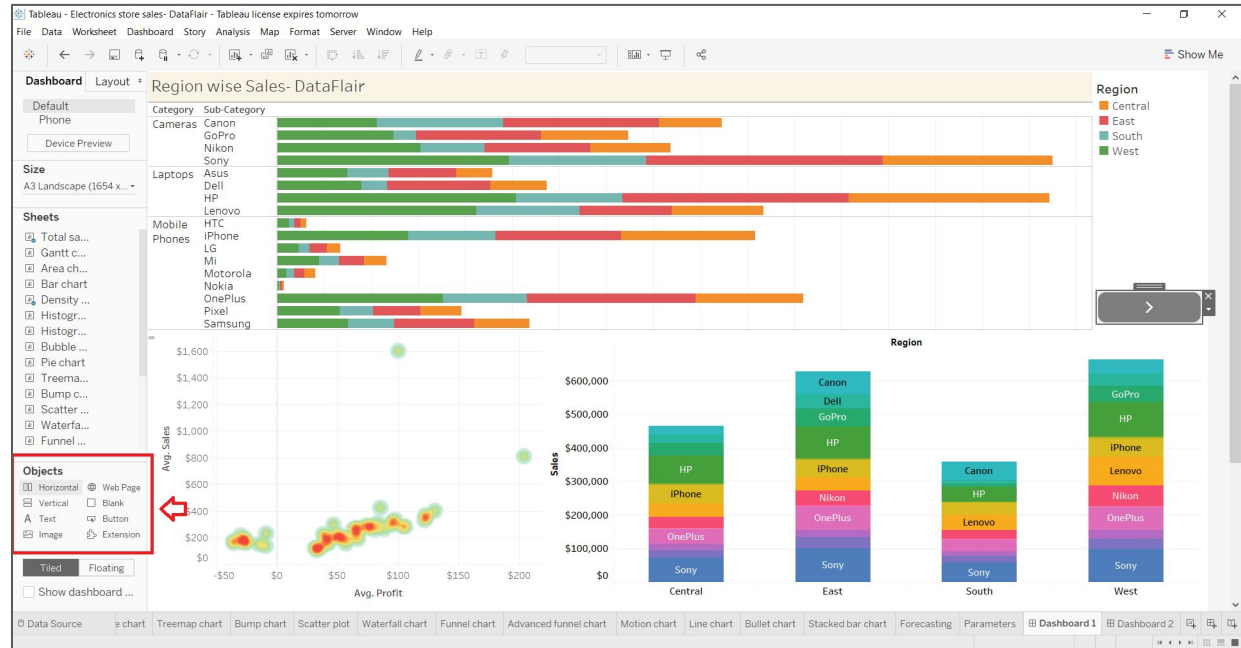 Tableau - Electronics store sales- DataFlair - Tableau license expires tomorrow
File Data Worksheet Dashboard Story Analysis Map Format Server Window Help
Show Me
Dashboard Layout
Default
Phone
Device Preview
Size
A3 Landscape (1654 x...
Sheets
Total sa...
Gantt c...
Area ch...
Bar chart
Density ...
Histogr...
Histogr...
Bubble ...
Pie chart
Treema...
Bump c...
Scatter ...
Waterfa...
Funnel ...
Objects
Horizontal Web Page
Vertical Blank
Text Button
Image Extension
Tiled Floating
Show dashboard ...
Region wise Sales- DataFlair
Category Sub-Category
Cameras Canon
GoPro
Nikon
Sony
Laptops Asus
Dell
HP
Lenovo
Mobile HTC
Phones iPhone
LG
Mi
Motorola
Nokia
OnePlus
Pixel
Samsung
Region
Central
East
South
West
$1,600
$1,400
$1,200
$1,000
$800
$600
$400
$200
$0
Avg. Sales
-$50 $0 $50 $100 $150 $200
Avg. Profit
Region
$600,000
$500,000
$400,000
$300,000
$200,000
$100,000
$0
Sales
HP
iPhone
OnePlus
Sony
Central
Canon
Dell
GoPro
HP
iPhone
Nikon
OnePlus
Sony
East
Canon
HP
Lenovo
Sony
South
GoPro
HP
iPhone
Lenovo
Nikon
OnePlus
Sony
West
Data Source e chart Treemap chart Bump chart Scatter plot Waterfall chart Funnel chart Advanced funnel chart Motion chart Line chart Bullet chart Stacked bar chart Forecasting Parameters Dashboard 1 Dashboard 2